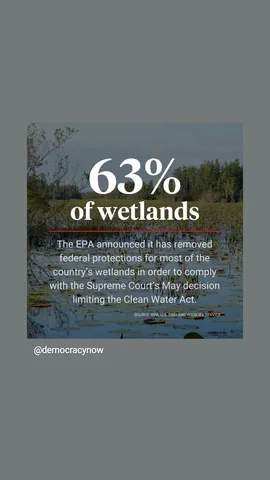 63%
of wetlands
The EPA announced it has removed
federal protections for most of the
country's wetlands in order to comply
with the Supreme Court's May decision
limiting the Clean Water Act.
SOURCE: EPA, U.S. FISH AND WILDLIFE SERVICE
@democracynow